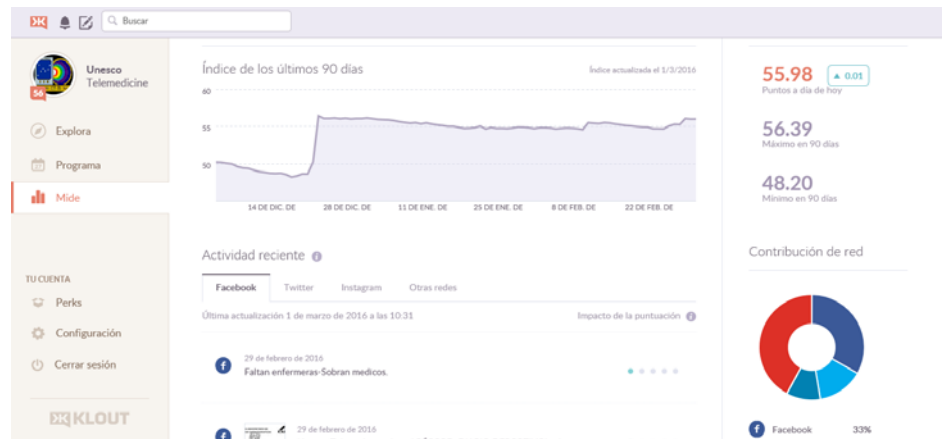 Buscar
Unesco
Telemedicine
56
Explora
Programa
Mide
TU CUENTA
Perks
Configuración
Cerrar sesión
KLOUT
Índice de los últimos 90 días
Índice actualizada el 1/3/2016
60
55
50
14 DE DIC. DE
28 DE DIC. DE
11 DE ENE. DE
25 DE ENE. DE
8 DE FEB. DE
22 DE FEB. DE
Actividad reciente
Facebook
Twitter
Instagram
Otras redes
Última actualización 1 de marzo de 2016 a las 10:31
Impacto de la puntuación
29 de febrero de 2016
Faltan enfermeras-Sobran medicos.
29 de febrero de 2016
55.98
0.01
Puntos a día de hoy
56.39
Máximo en 90 días
48.20
Mínimo en 90 días
Contribución de red
Facebook 33%